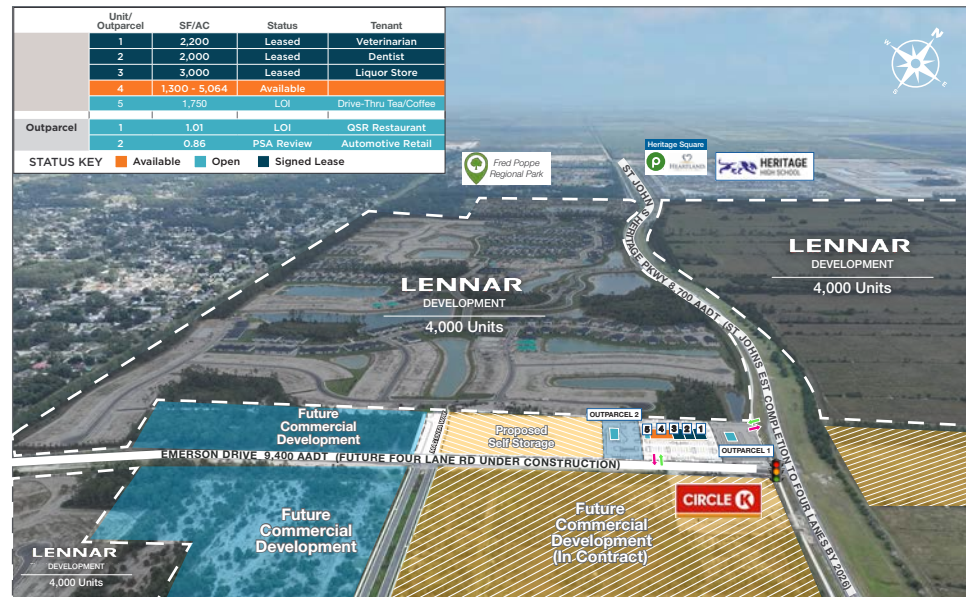 Unit/ Outparcel SF/AC Status Tenant
1 2,200 Leased Veterinarian
2 2,000 Leased Dentist
3 3,000 Leased Liquor Store
4 1,300 - 5,064 Available
5 1,750 LOI Drive-Thru Tea/Coffee
Outparcel 1 1.01 LOI QSR Restaurant
2 0.86 PSA Review Automotive Retail
STATUS KEY Available Open Signed Lease
N
W
E
S
Fred Poppe
Regional Park
Heritage Square
HERITAGE
HIGH SCHOOL
ST JOHN'S HERITAGE PKWY 8,700 AADT (ST JOHNS EST COMPLETION TO FOUR LANES BY 2026)
LENNAR
DEVELOPMENT
4,000 Units
LENNAR
DEVELOPMENT
4,000 Units
OUTPARCEL 2
Future
Commercial
Development
Proposed
Self Storage
5 4 3 2 1
OUTPARCEL 1
EMERSON DRIVE 9,400 AADT (FUTURE FOUR LANE RD UNDER CONSTRUCTION)
CIRCLE K
Future
Commercial
Development
Future
Commercial
Development
(In Contract)
LENNAR
DEVELOPMENT
4,000 Units